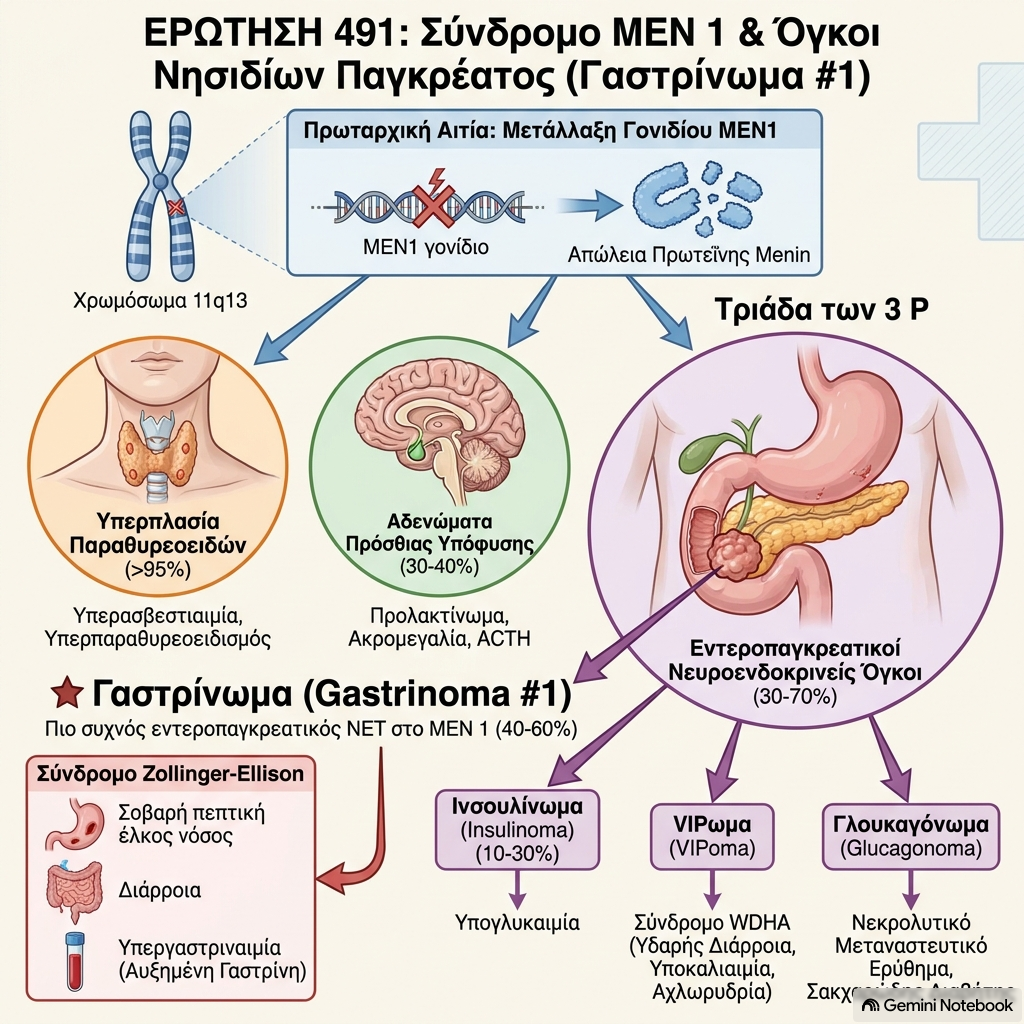 ΕΡΩΤΗΣΗ 491: Σύνδρομο MEN 1 & Όγκοι
Νησιδίων Παγκρέατος (Γαστρίνωμα #1)
Πρωταρχική Αιτία: Μετάλλαξη Γονιδίου MEN1
MEN1 γονίδιο
Απώλεια Πρωτεΐνης Menin
Χρωμόσωμα 11q13
Τριάδα των 3 P
Υπερπλασία
Παραθυρεοειδών
(>95%)
Υπερασβεστιαιμία,
Υπερπαραθυρεοειδισμός
Αδενώματα
Πρόσθιας Υπόφυσης
(30-40%)
Προλακτίνωμα,
Ακρομεγαλία, ACTH
Εντεροπαγκρεατικοί
Νευροενδοκρινείς Όγκοι
(30-70%)
Γαστρίνωμα (Gastrinoma #1)
Πιο συχνός εντεροπαγκρεατικός NET στο MEN 1 (40-60%)
Σύνδρομο Zollinger-Ellison
Σοβαρή πεπτική
έλκος νόσος
Διάρροια
Υπεργαστριναιμία
(Αυξημένη Γαστρίνη)
Ινσουλίνωμα
(Insulinoma)
(10-30%)
Υπογλυκαιμία
VIPωμα
(VIPoma)
Σύνδρομο WDHA
(Υδαρής Διάρροια,
Υποκαλιαιμία,
Αχλωρυδρία)
Γλουκαγόνωμα
(Glucagonoma)
Νεκρολυτικό
Μεταναστευτικό
Ερύθημα,
Gemini Notebook